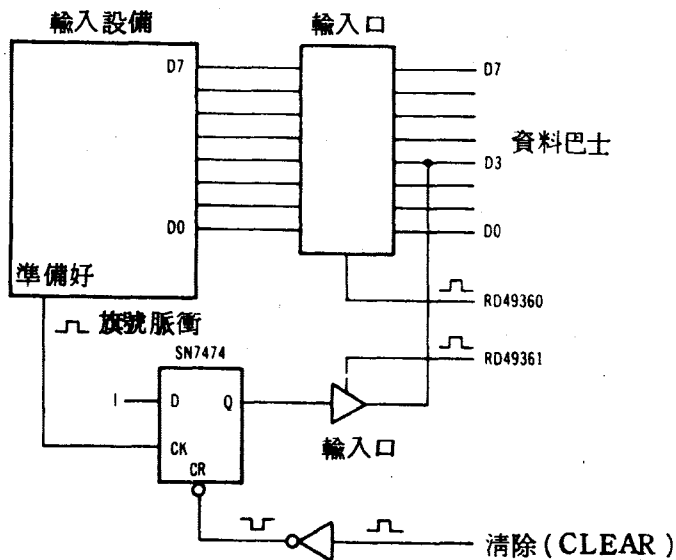 輸入設備
輸入口
D7
D7
資料巴士
D3
D0
D0
準備好
RD49360
旗號脈衝
SN7474
RD49361
1
D
Q
輸入口
CK
CR
清除(CLEAR)